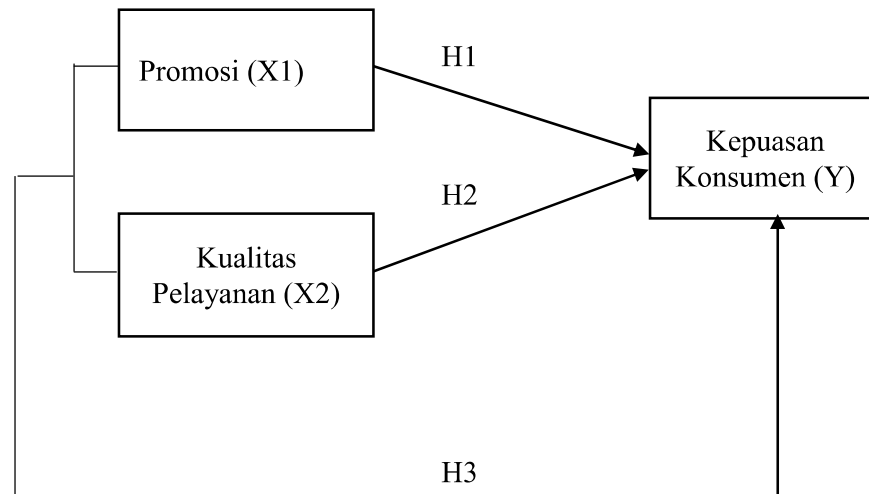 H1
Promosi (X1)
Kepuasan
Konsumen (Y)
H2
Kualitas
Pelayanan (X2)
H3